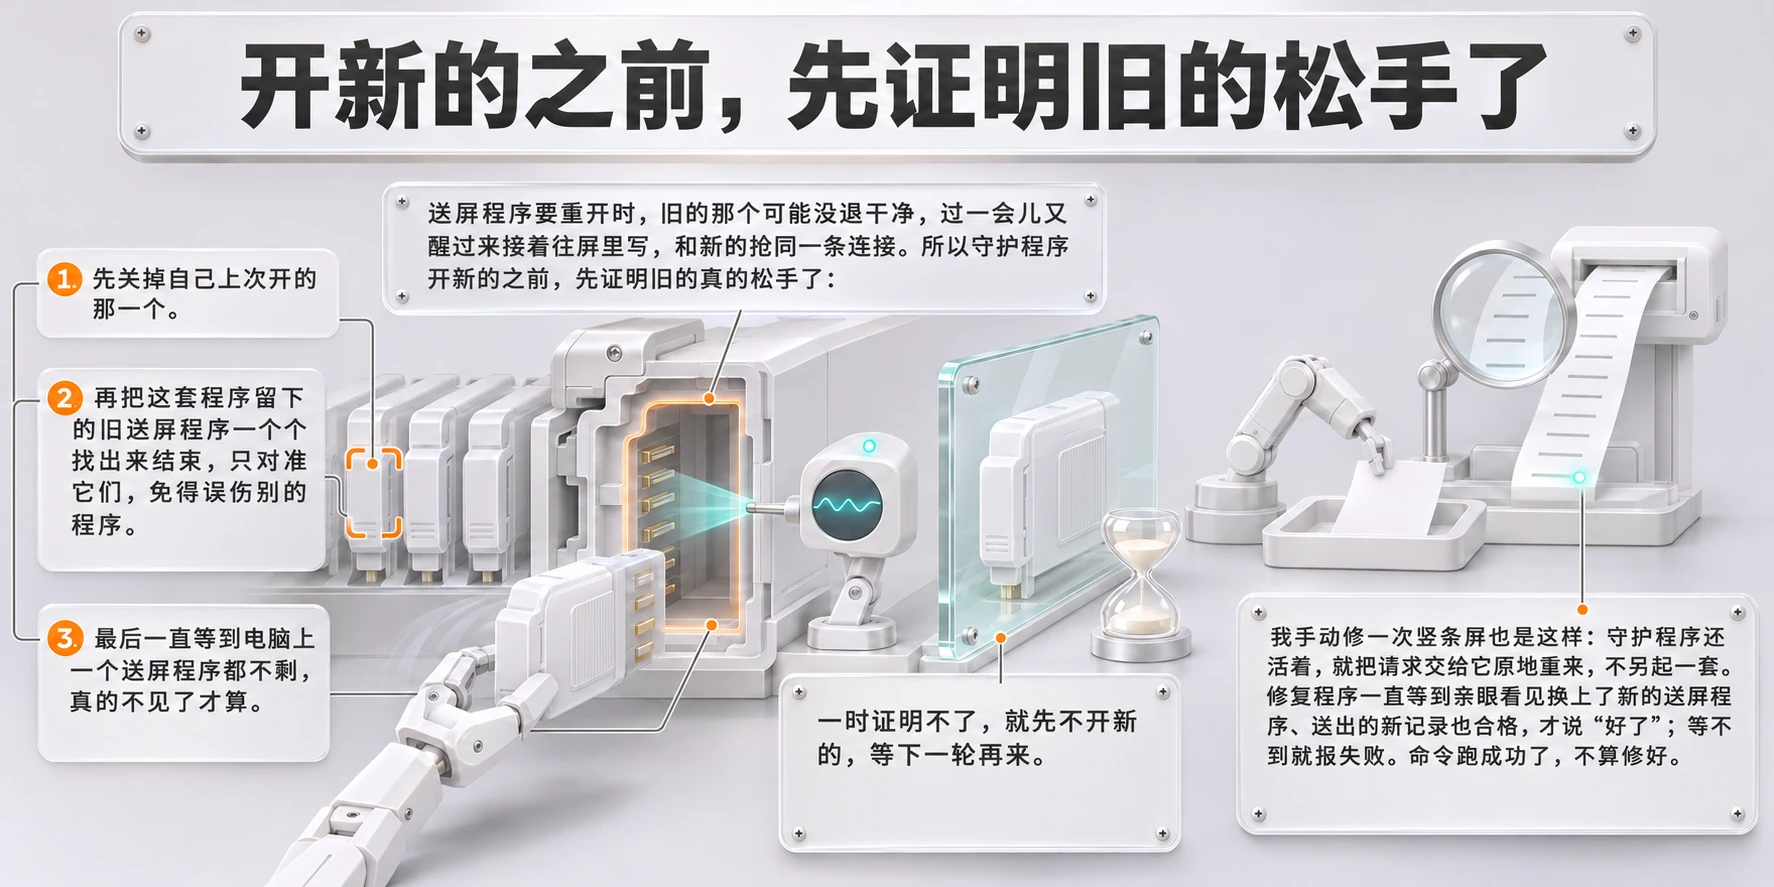 开新的之前，先证明旧的松手了
送屏程序要重开时，旧的那个可能没退干净，过一会儿又
醒过来接着往屏里写，和新的抢同一条连接。所以守护程序
开新的之前，先证明旧的真的松手了：
1. 先关掉自己上次开的
那一个。
2 再把这套程序留下
的旧送屏程序一个个
找出来结束，只对准
它们，免得误伤别的
程序。
3. 最后一直等到电脑上
一个送屏程序都不剩，
真的不见了才算。
一时证明不了，就先不开新
的，等下一轮再来。
我手动修一次竖条屏也是这样：守护程序还
活着，就把请求交给它原地重来，不另起一套。
修复程序一直等到亲眼看见换上了新的送屏程
序、送出的新记录也合格，才说“好了”；等不
到就报失败。命令跑成功了，不算修好。